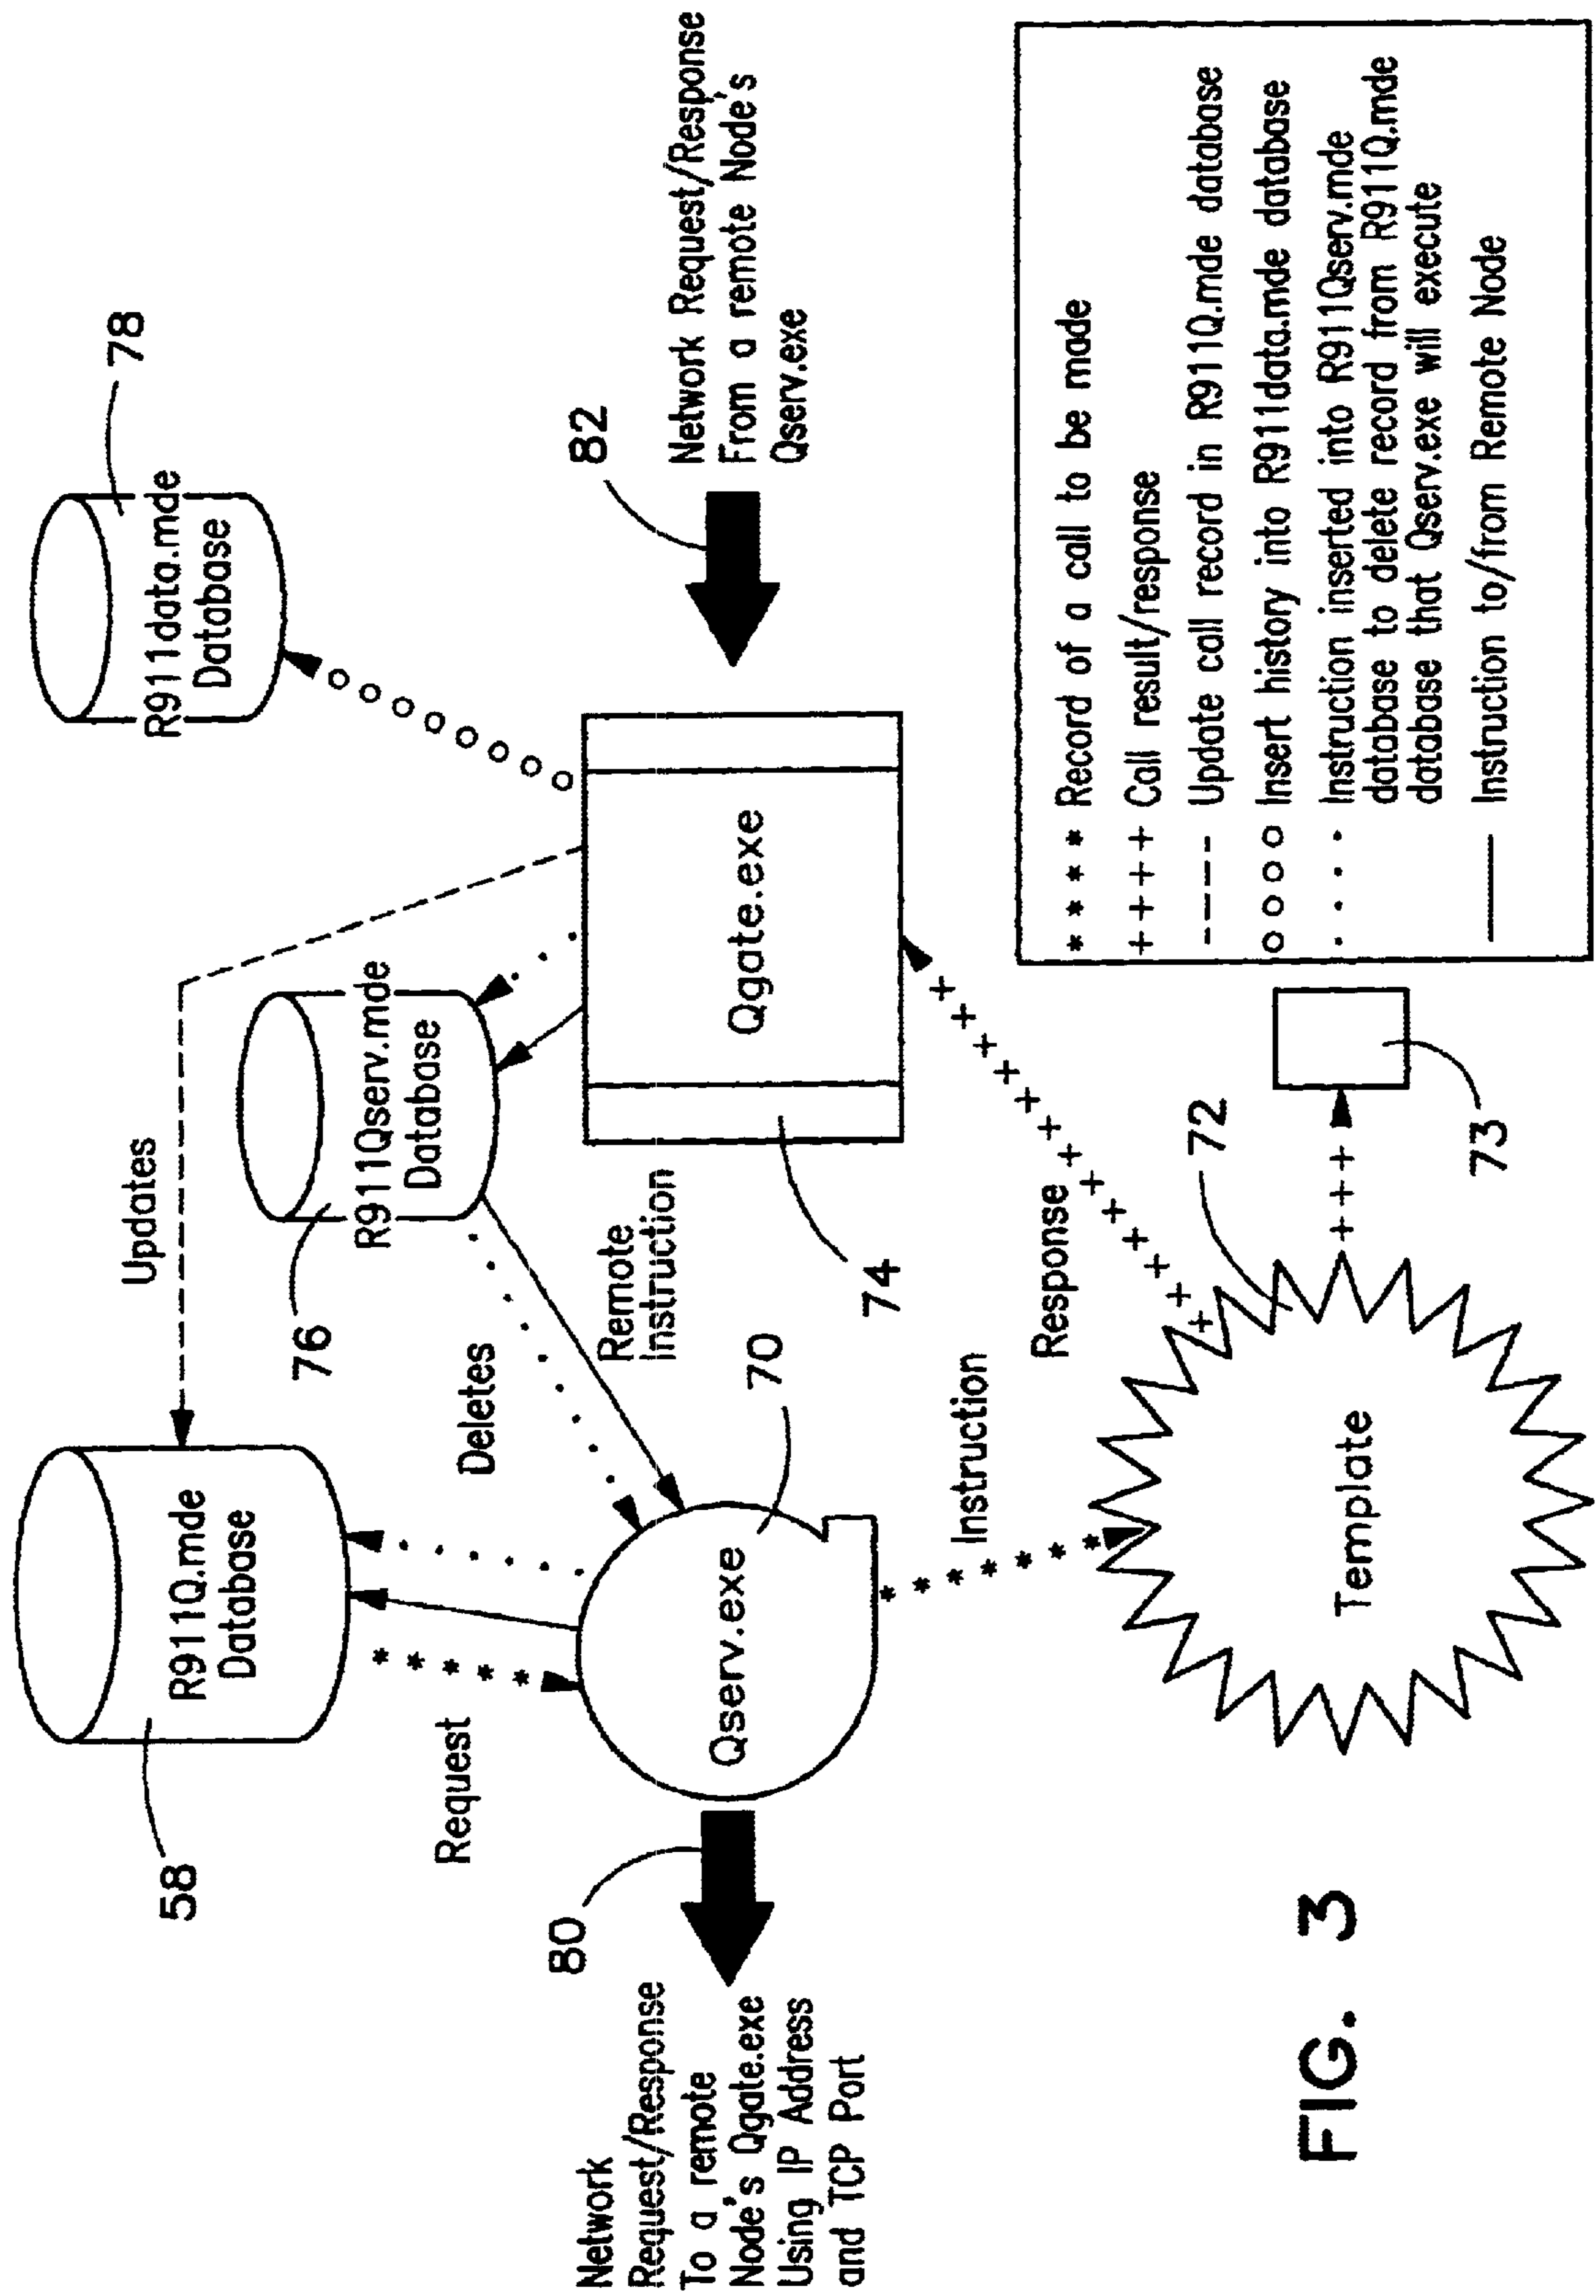 58
R911Q.mde
Database
Updates
76
R911Qserv.mde
Database
78
R911data.mde
Database
Request
Deletes
Remote
Instruction
80
Network
Request/Response
To a remote
Node's Qgate.exe
Using IP Address
and TCP Port
Qserv.exe
70
74
Qgate.exe
82
Network Request/Response
From a remote Node's
Qserv.exe
Instruction
Response
Template
72
73
* * * * Record of a call to be made
++++ Call result/response
---- Update call record in R911Q.mde database
oooo Insert history into R911data.mde database
.... Instruction inserted into R911Qserv.mde
database to delete record from R911Q.mde
database that Qserv.exe will execute
—— Instruction to/from Remote Node
FIG. 3